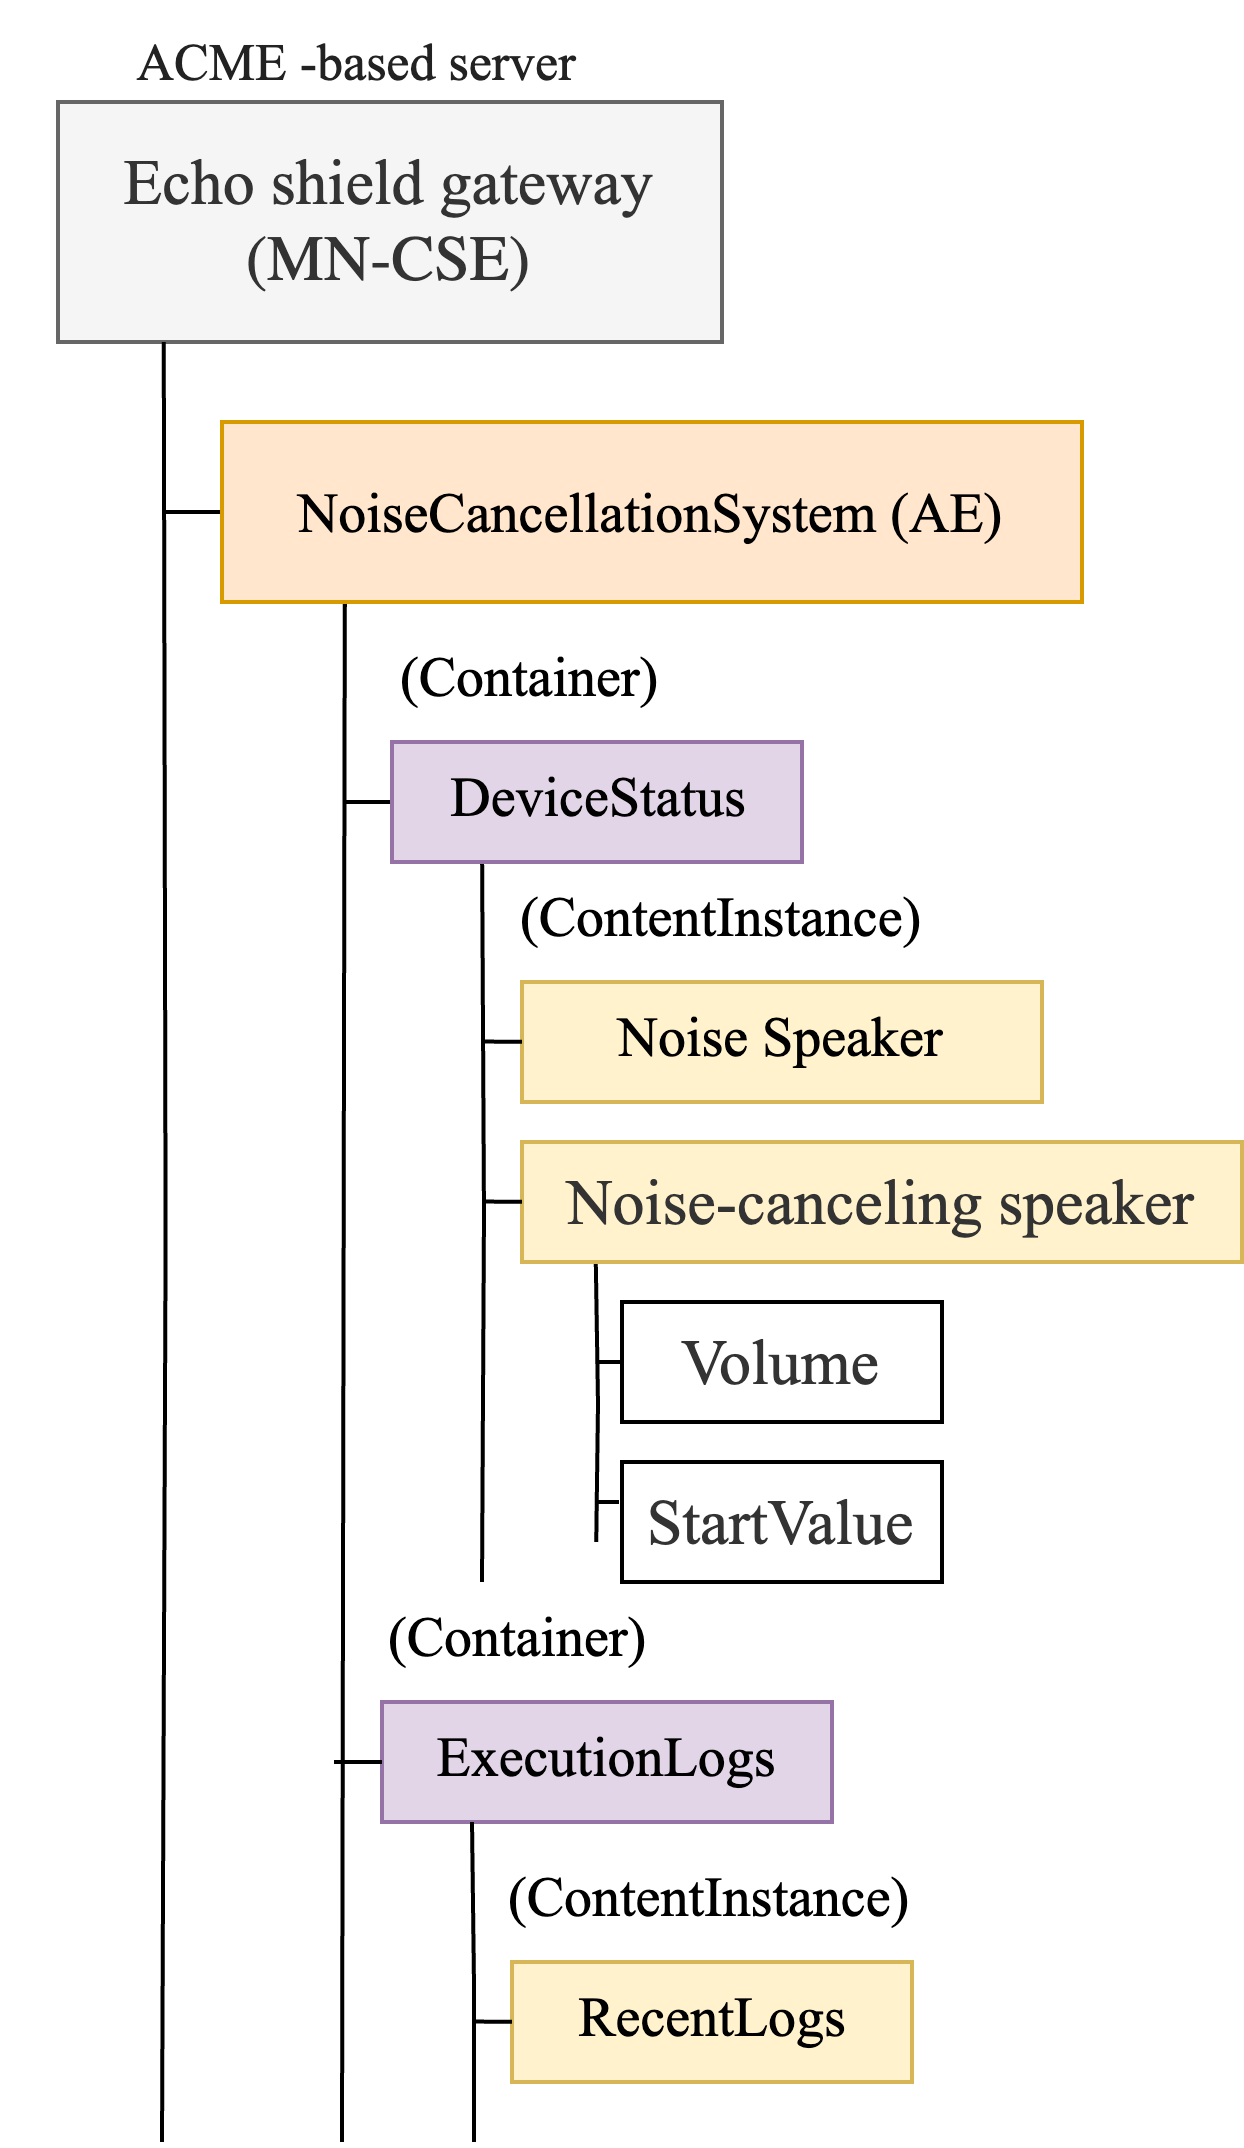 ACME -based server
Echo shield gateway
(MN-CSE)
NoiseCancellationSystem (AE)
(Container)
DeviceStatus
(ContentInstance)
Noise Speaker
Noise-canceling speaker
Volume
StartValue
(Container)
ExecutionLogs
(ContentInstance)
RecentLogs